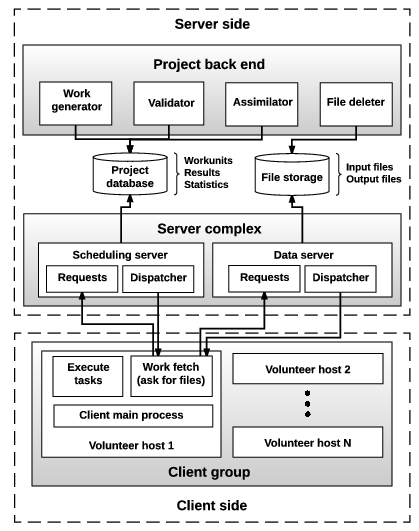 Server side
Project back end
Work
generator
Validator
Assimilator
File deleter
Project
database
Workunits
Results
Statistics
File storage
Input files
Output files
Server complex
Scheduling server
Requests
Dispatcher
Data server
Requests
Dispatcher
Execute
tasks
Work fetch
(ask for files)
Client main process
Volunteer host 1
Volunteer host 2
Volunteer host N
Client group
Client side